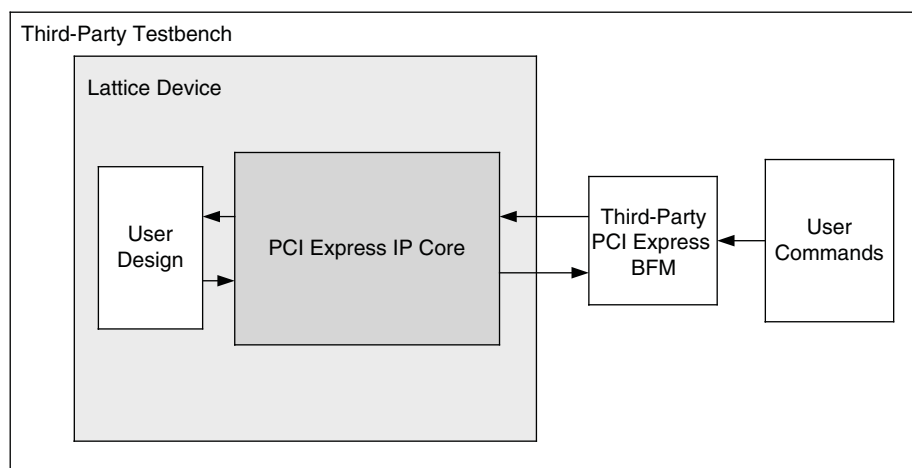 Third-Party Testbench
Lattice Device
User
Design
PCI Express IP Core
Third-Party
PCI Express
BFM
User
Commands